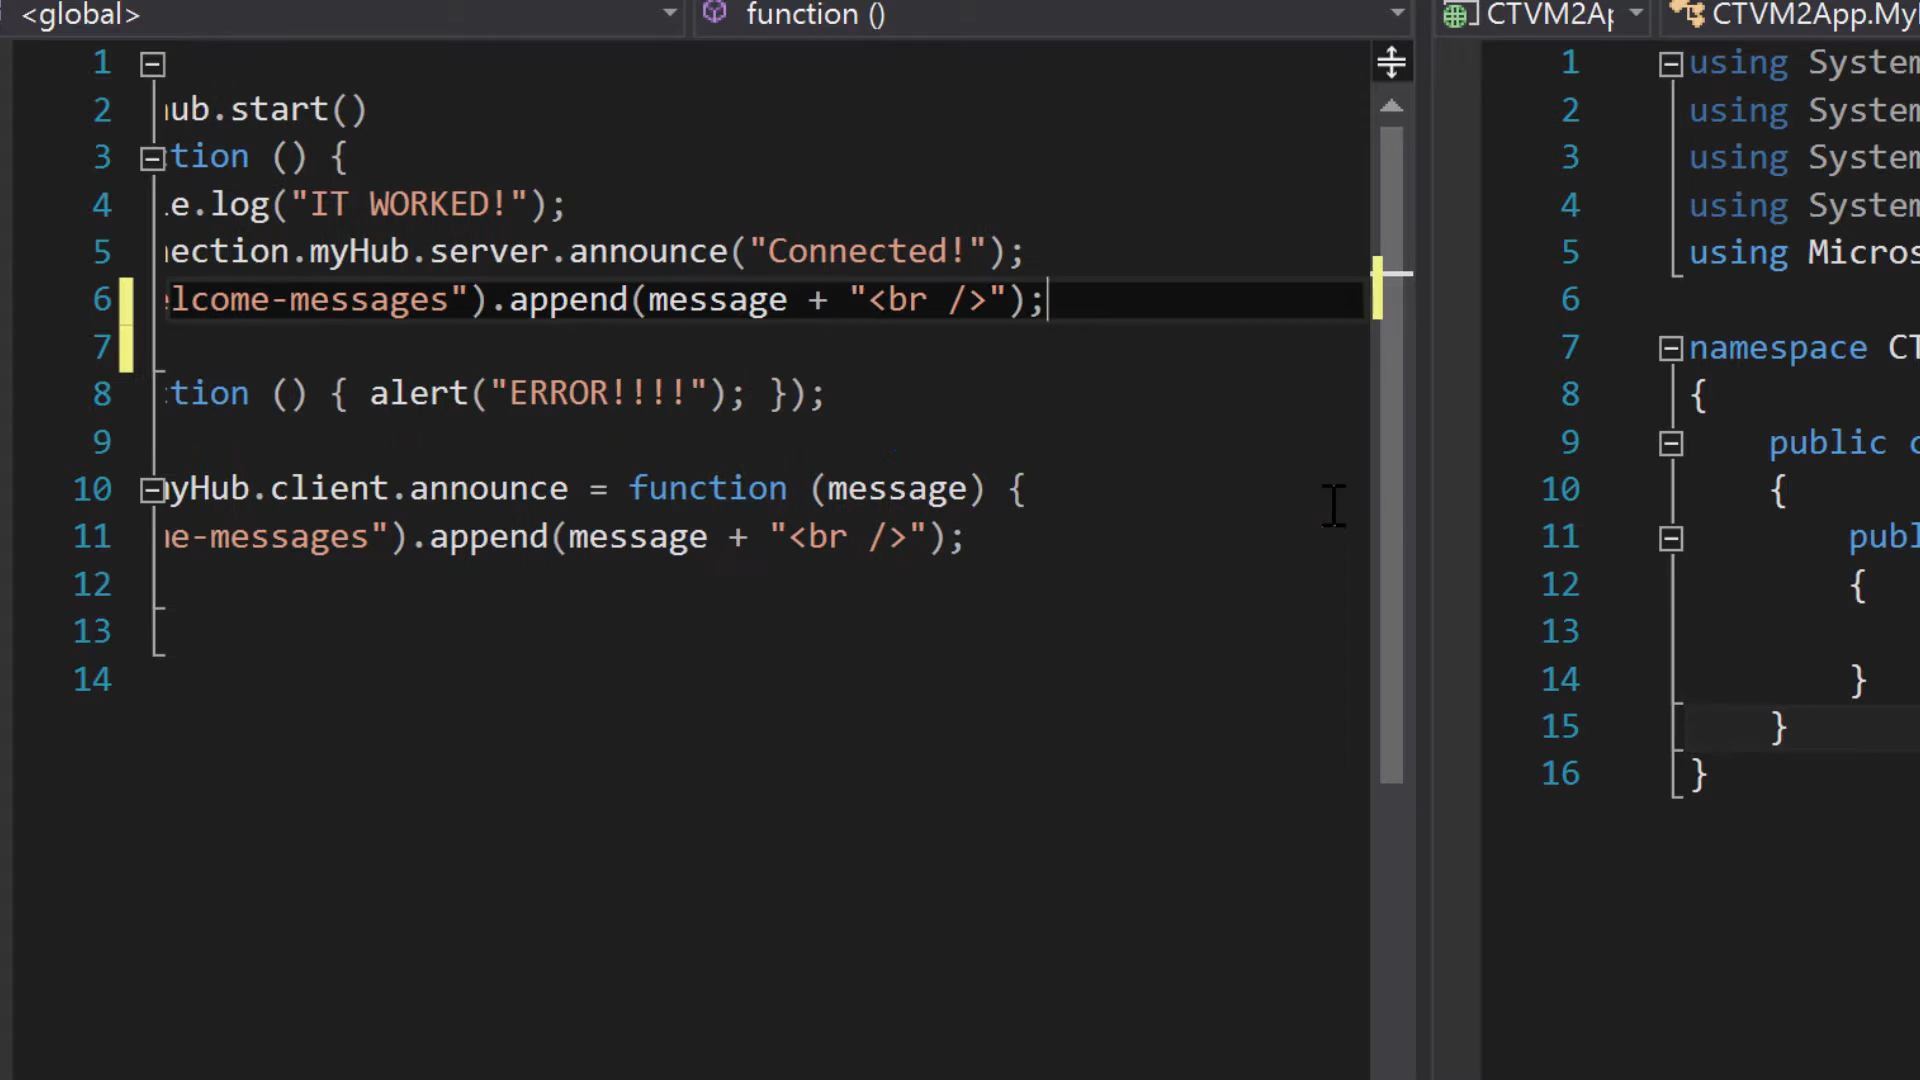 <global>
function ()
1
2 ub.start()
3 tion () {
4 e.log("IT WORKED!");
5 ection.myHub.server.announce("Connected!");
6 lcome-messages").append(message + "<br />");
7
8 tion () { alert("ERROR!!!!"); });
9
10 yHub.client.announce = function (message) {
11 e-messages").append(message + "<br />");
12
13
14
CTVM2Ap
CTVM2App.MyH
1 using System
2 using System
3 using System
4 using System
5 using Micros
6
7 namespace CT
8 {
9 public c
10 {
11 publ
12 {
13
14 }
15 }
16 }